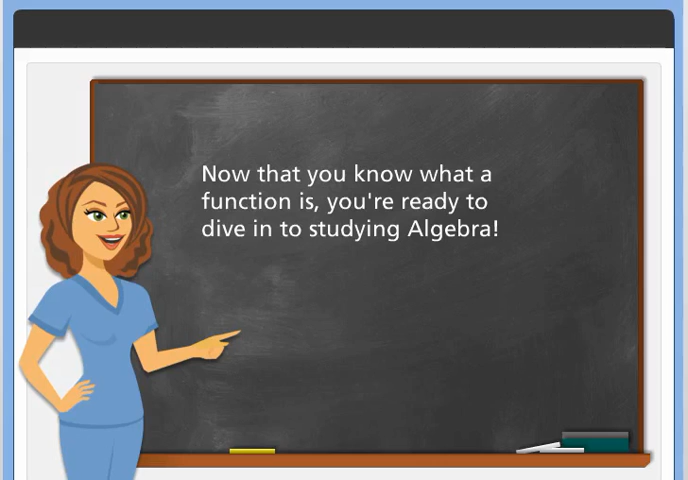 Now that you know what a
function is, you're ready to
dive in to studying Algebra!